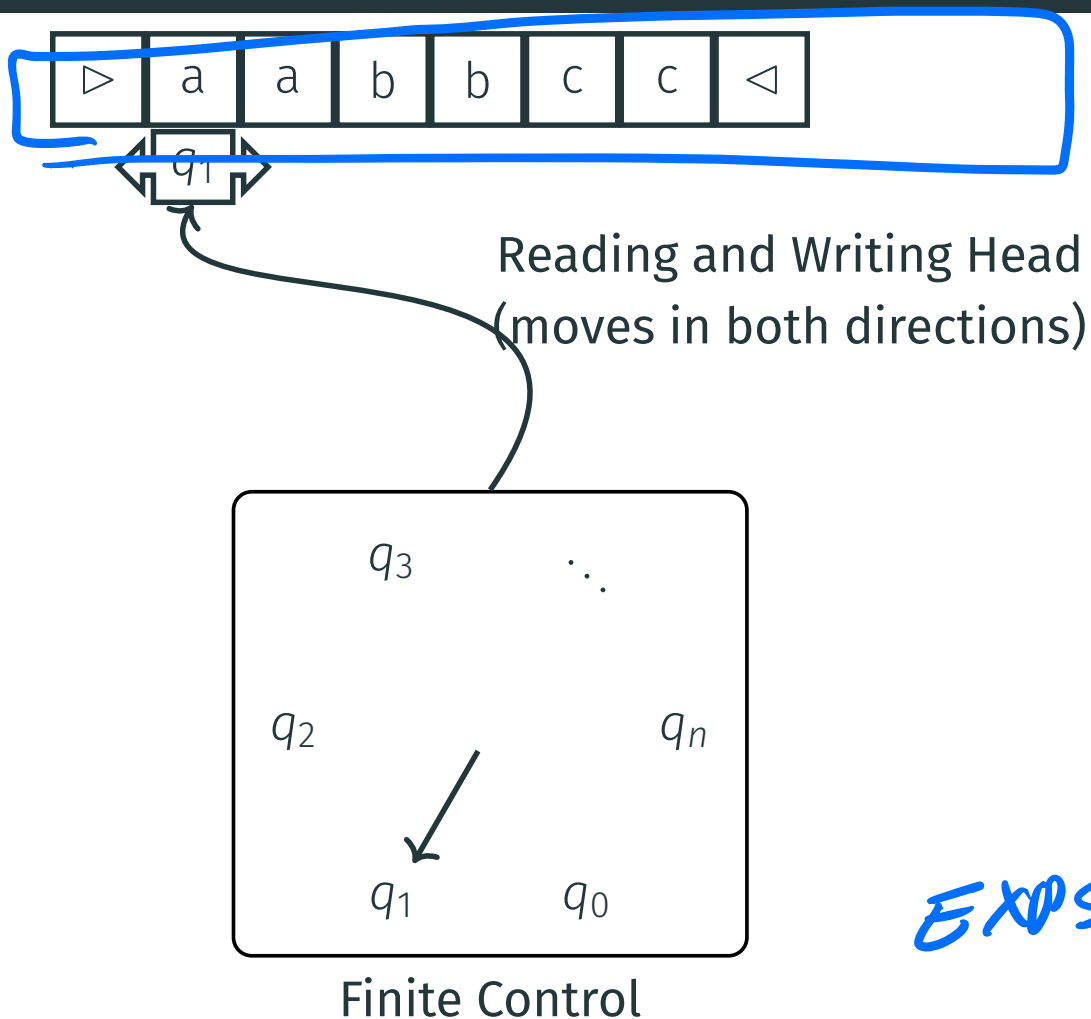 ▷ a a b b c c ◁
q₁
Reading and Writing Head
(moves in both directions)
q₃ ⋱
q₂ qₙ
q₁ q₀
Finite Control